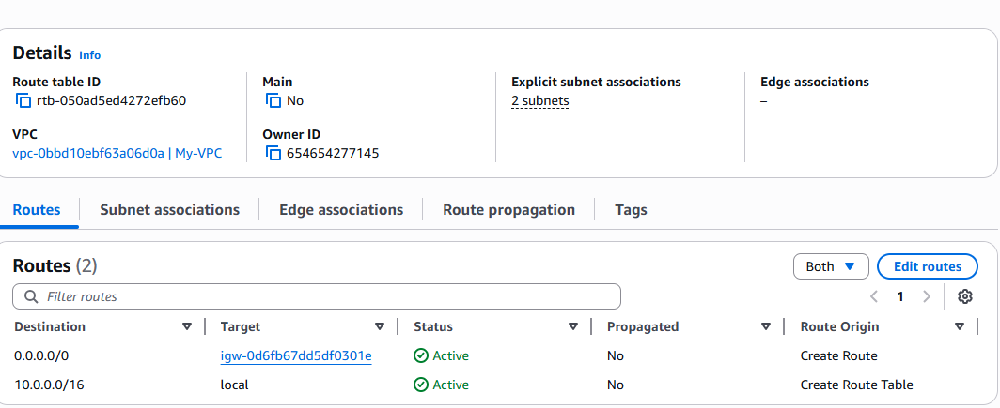 Details Info
Route table ID
rtb-050ad5ed4272efb60
Main
No
Explicit subnet associations
2 subnets
Edge associations
–
VPC
vpc-0bbd10ebf63a06d0a | My-VPC
Owner ID
654654277145
Routes Subnet associations Edge associations Route propagation Tags
Routes (2) Both Edit routes
Filter routes 1
Destination Target Status Propagated Route Origin
0.0.0.0/0 igw-0d6fb67dd5df0301e Active No Create Route
10.0.0.0/16 local Active No Create Route Table